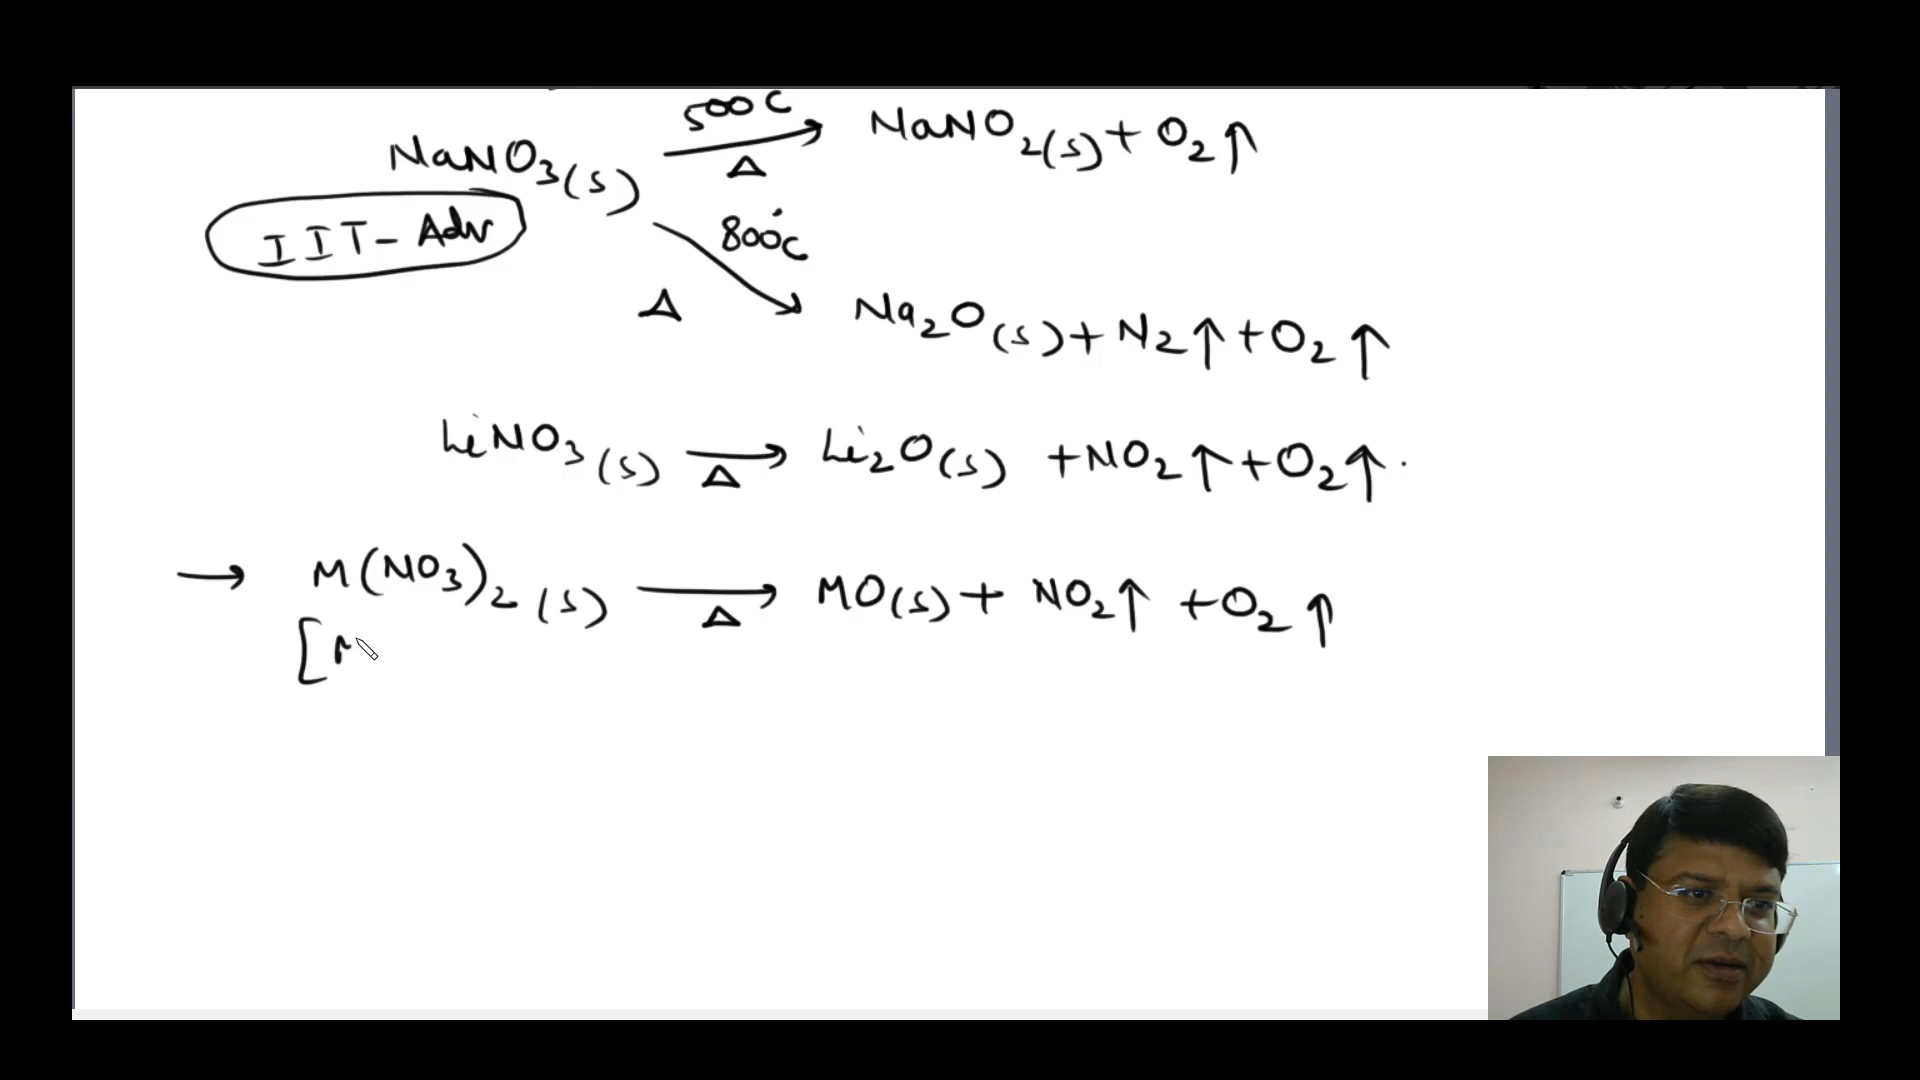 500C
NaNO₃(s) → NaNO₂(s) + O₂↑
Δ
IIT-Adv
800°C
Δ
Na₂O(s) + N₂↑ + O₂↑
LiNO₃(s) →Δ Li₂O(s) + NO₂↑ + O₂↑.
→ M(NO₃)₂(s) →Δ MO(s) + NO₂↑ + O₂↑
[